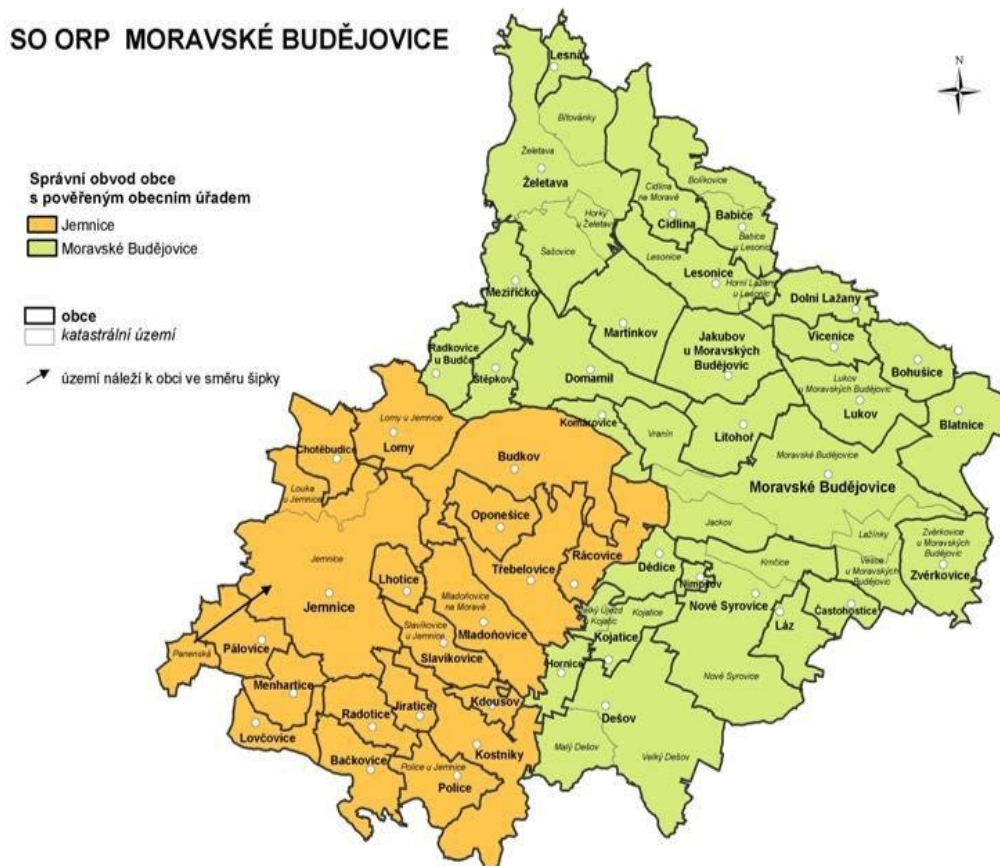 SO ORP MORAVSKÉ BUDĚJOVICE
N
Správní obvod obce
s pověřeným obecním úřadem
Jemnice
Moravské Budějovice
obce
katastrální území
území náleží k obci ve směru šipky
Lesná
Bítovánky
Želetava
Želetava
Bolíkovice
Cidlina
na Moravě
Cidlina
Babice
Babice
u Lesonic
Horky
u Želetavy
Šašovice
Lesonice
Lesonice
Horní Lažany
u Lesonic
Meziříčko
Dolní Lažany
Martínkov
Jakubov
u Moravských
Budějovic
Vícenice
Radkovice
u Budče
Štěpkov
Domamil
Bohušice
Lukov
u Moravských Budějovic
Lukov
Blatnice
Komárovice
Vranín
Litohoř
Lomy u Jemnice
Lomy
Chotěbudice
Budkov
Moravské Budějovice
Moravské Budějovice
Louka
u Jemnice
Oponešice
Jackov
Lažínky
Zvěrkovice
u Moravských
Budějovic
Zvěrkovice
Jemnice
Jemnice
Lhotice
Třebelovice
Rácovice
Dědice
Krnčice
Vesce
u Moravských
Budějovic
Nimpšov
Mladoňovice
na Moravě
Mladoňovice
Nové Syrovice
Častohostice
Láz
Velký Újezd
u Kojatic
Kojatice
Kojatice
Slavíkovice
u Jemnice
Slavíkovice
Panenská
Pálovice
Hornice
Nové Syrovice
Menhartice
Radotice
Jiratice
Kdousov
Dešov
Lovčovice
Kostníky
Malý Dešov
Velký Dešov
Bačkovice
Police u Jemnice
Police